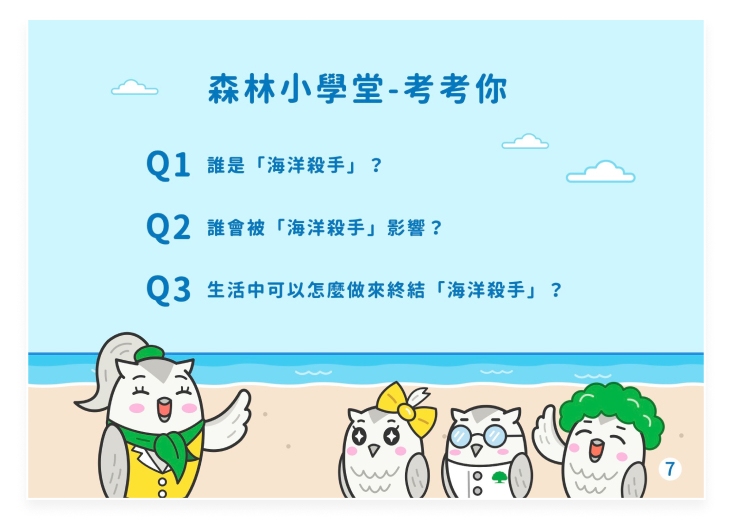 森林小學堂-考考你
Q1 誰是「海洋殺手」？
Q2 誰會被「海洋殺手」影響？
Q3 生活中可以怎麼做來終結「海洋殺手」？
7